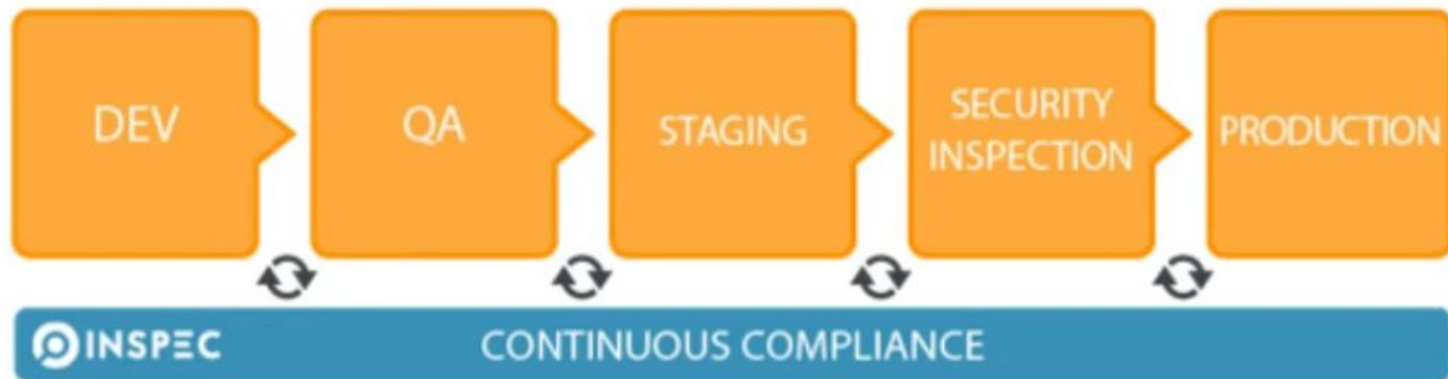 DEV
QA
STAGING
SECURITY
INSPECTION
PRODUCTION
INSPEC
CONTINUOUS COMPLIANCE